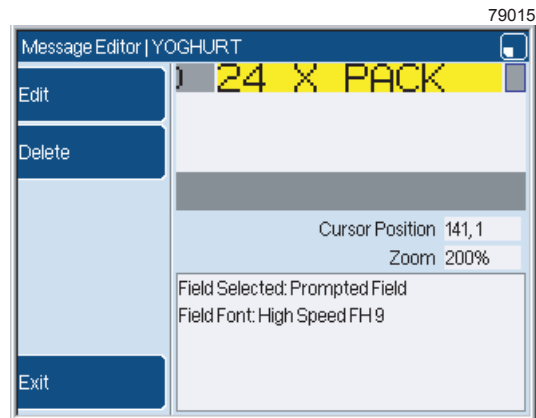 79015
Message Editor | YOGHURT
Edit
24 X PACK
Delete
Cursor Position 141, 1
Zoom 200%
Field Selected: Prompted Field
Field Font: High Speed FH 9
Exit